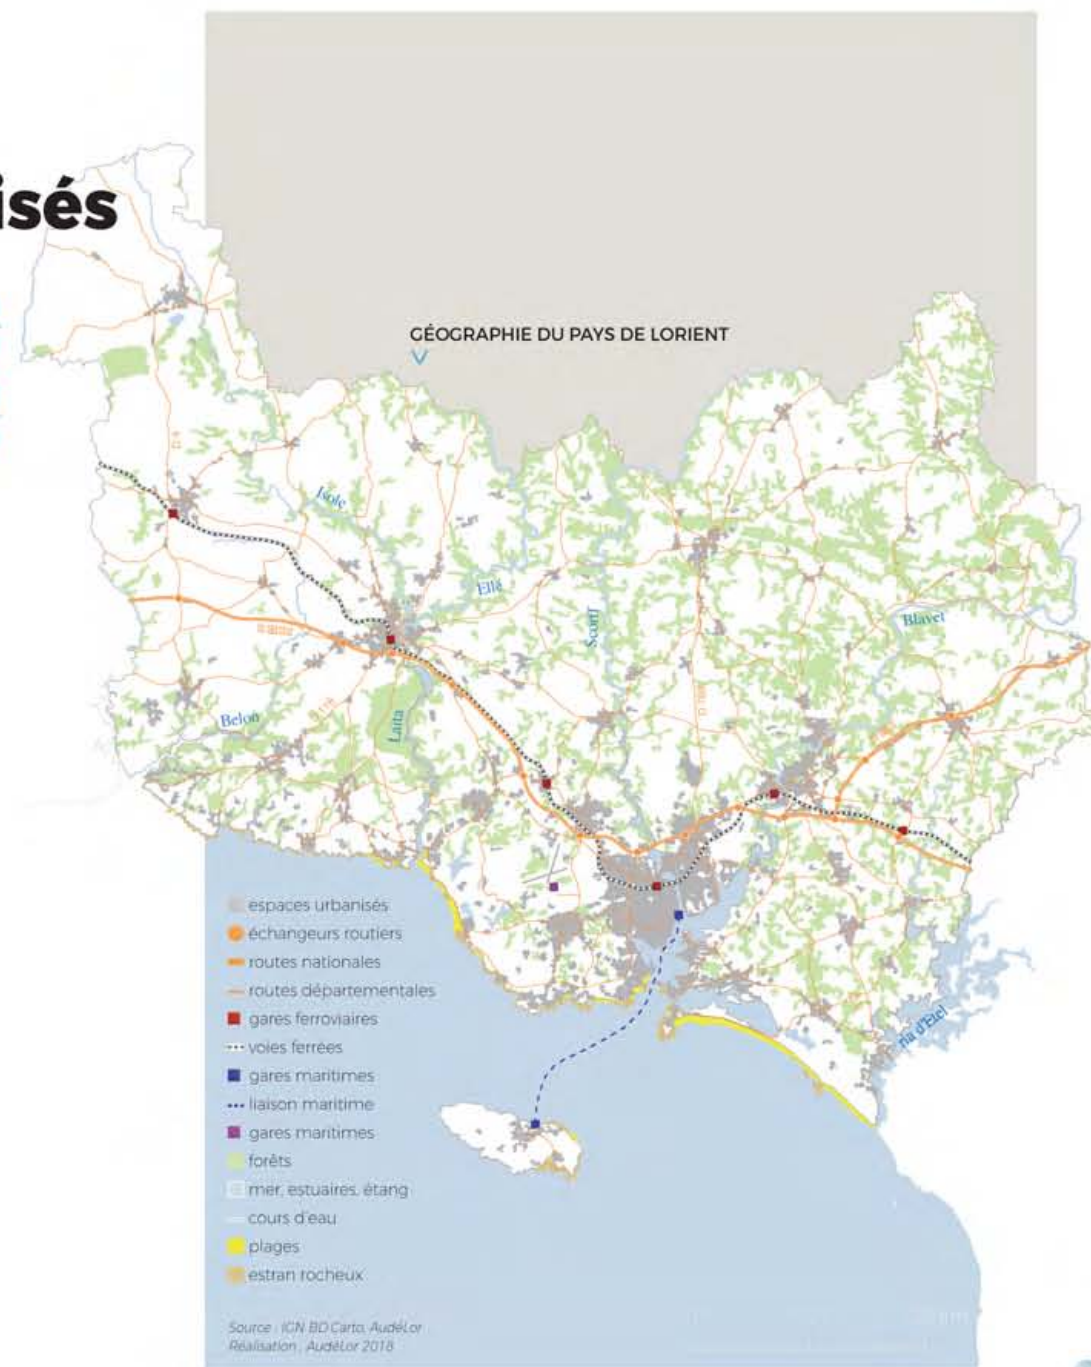 isés
GÉOGRAPHIE DU PAYS DE LORIENT
Isole
Ellé
Scorff
Blavet
Belon
Laïta
ria d'Etel
espaces urbanisés
échangeurs routiers
routes nationales
routes départementales
gares ferroviaires
voies ferrées
gares maritimes
liaison maritime
gares maritimes
forêts
mer, estuaires, étang
cours d'eau
plages
estran rocheux
Source : IGN BD Carto, AudéLor
Réalisation : AudéLor 2018